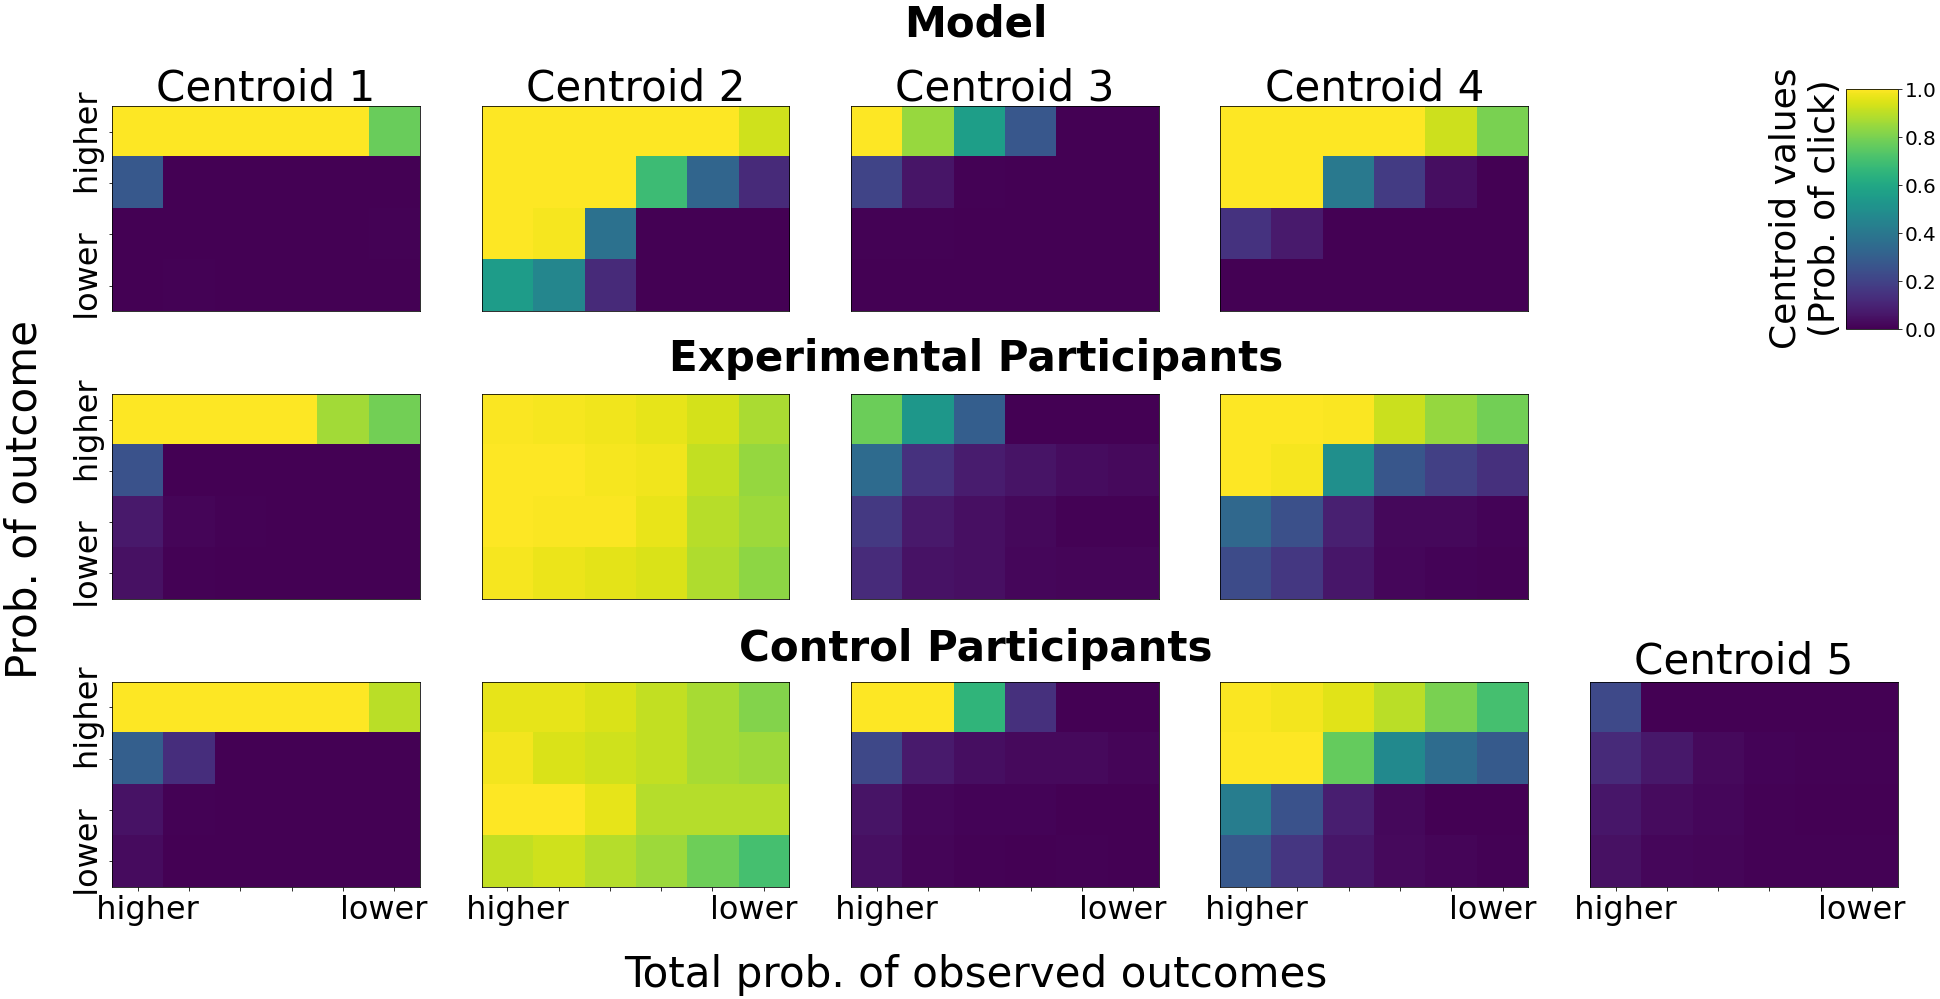 Model
Centroid 1
Centroid 2
Centroid 3
Centroid 4
higher
lower
Centroid values
(Prob. of click)
1.0
0.8
0.6
0.4
0.2
0.0
Experimental Participants
higher
lower
Prob. of outcome
Control Participants
Centroid 5
higher
lower
higher lower
higher lower
higher lower
higher lower
higher lower
Total prob. of observed outcomes